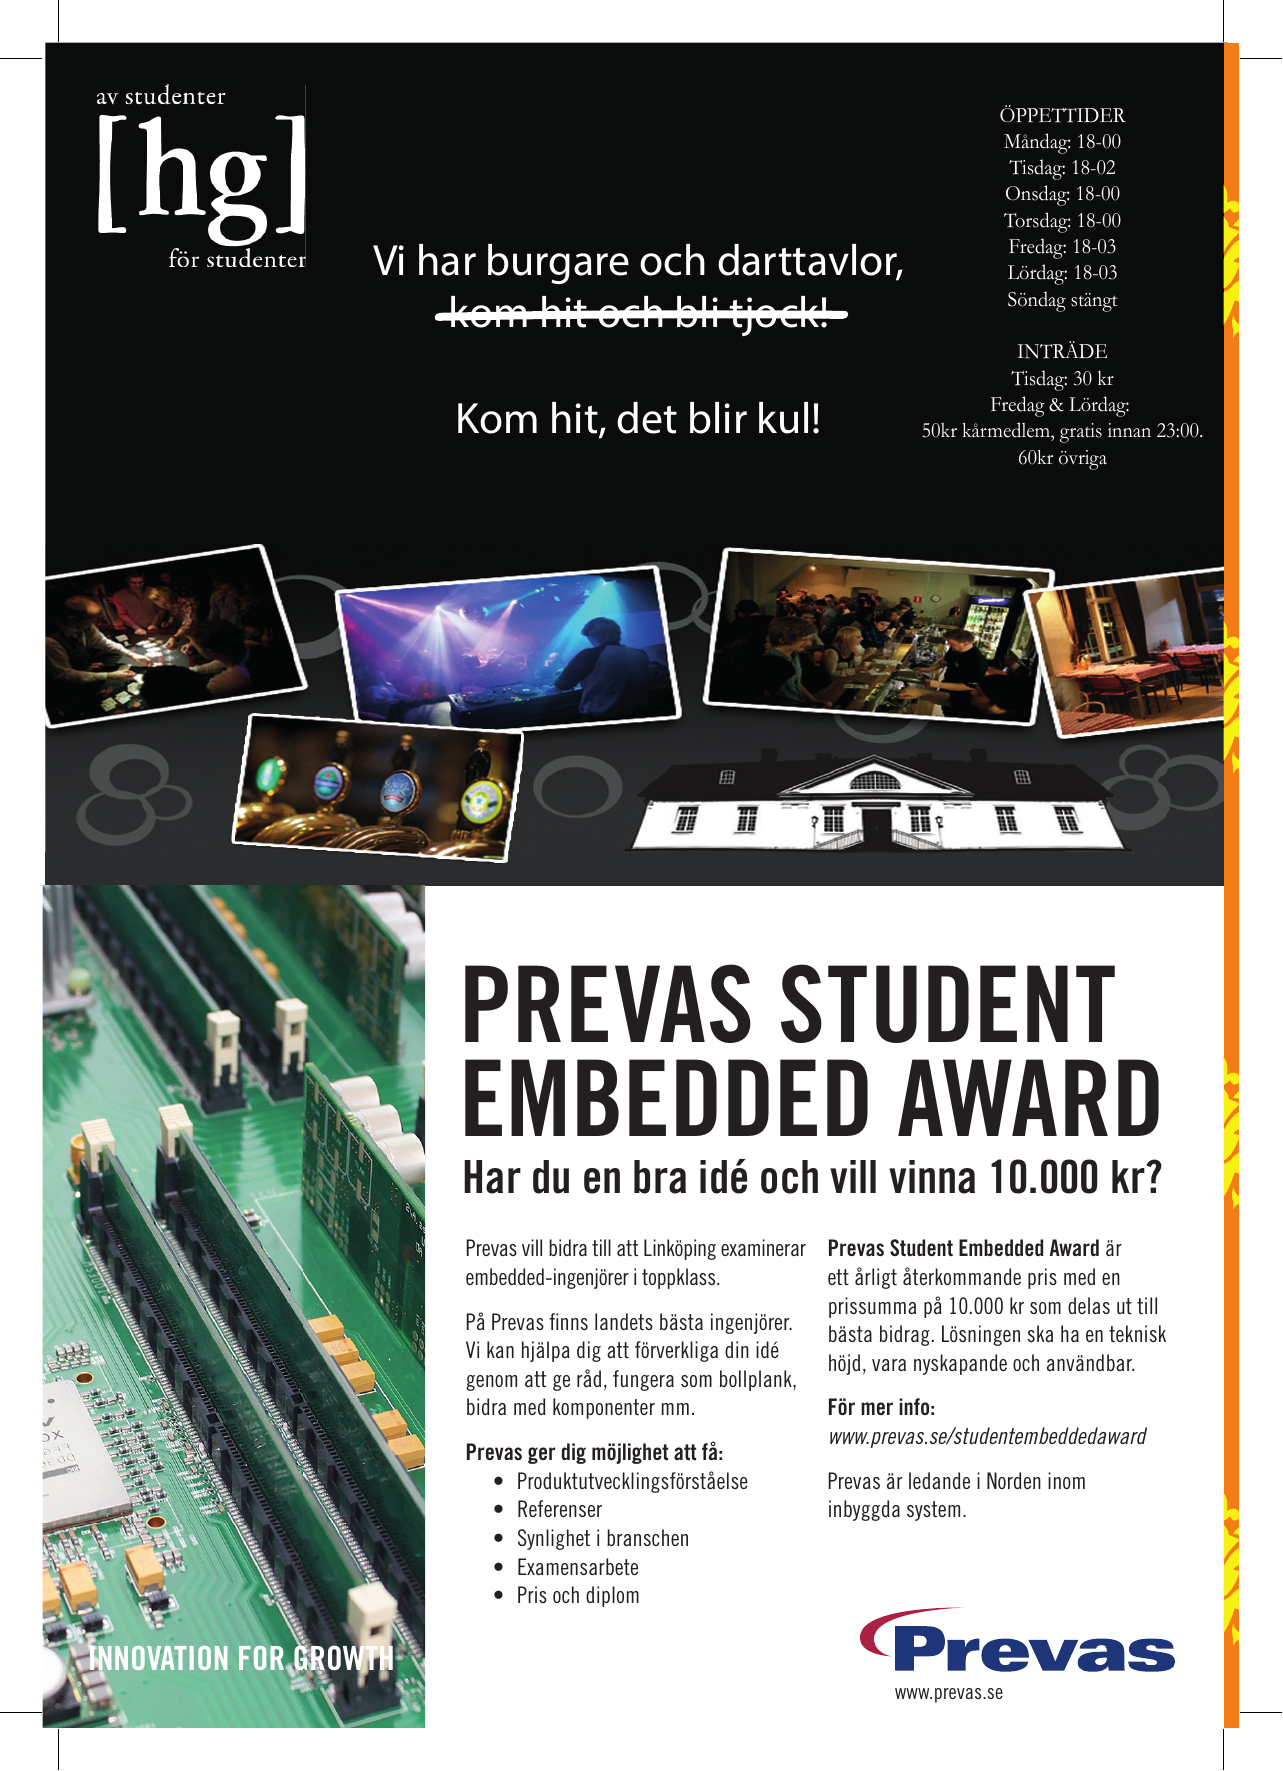 av studenter
[hg]
för studenter
Vi har burgare och darttavlor,
kom hit och bli tjock!
Kom hit, det blir kul!
ÖPPETTIDER
Måndag: 18-00
Tisdag: 18-02
Onsdag: 18-00
Torsdag: 18-00
Fredag: 18-03
Lördag: 18-03
Söndag stängt
INTRÄDE
Tisdag: 30 kr
Fredag & Lördag:
50kr kårmedlem, gratis innan 23:00.
60kr övriga
PREVAS STUDENT
EMBEDDED AWARD
Har du en bra idé och vill vinna 10.000 kr?
Prevas vill bidra till att Linköping examinerar
embedded-ingenjörer i toppklass.
På Prevas finns landets bästa ingenjörer.
Vi kan hjälpa dig att förverkliga din idé
genom att ge råd, fungera som bollplank,
bidra med komponenter mm.
Prevas ger dig möjlighet att få:
• Produktutvecklingsförståelse
• Referenser
• Synlighet i branschen
• Examensarbete
• Pris och diplom
Prevas Student Embedded Award är
ett årligt återkommande pris med en
prissumma på 10.000 kr som delas ut till
bästa bidrag. Lösningen ska ha en teknisk
höjd, vara nyskapande och användbar.
För mer info:
www.prevas.se/studentembeddedaward
Prevas är ledande i Norden inom
inbyggda system.
INNOVATION FOR GROWTH
Prevas
www.prevas.se